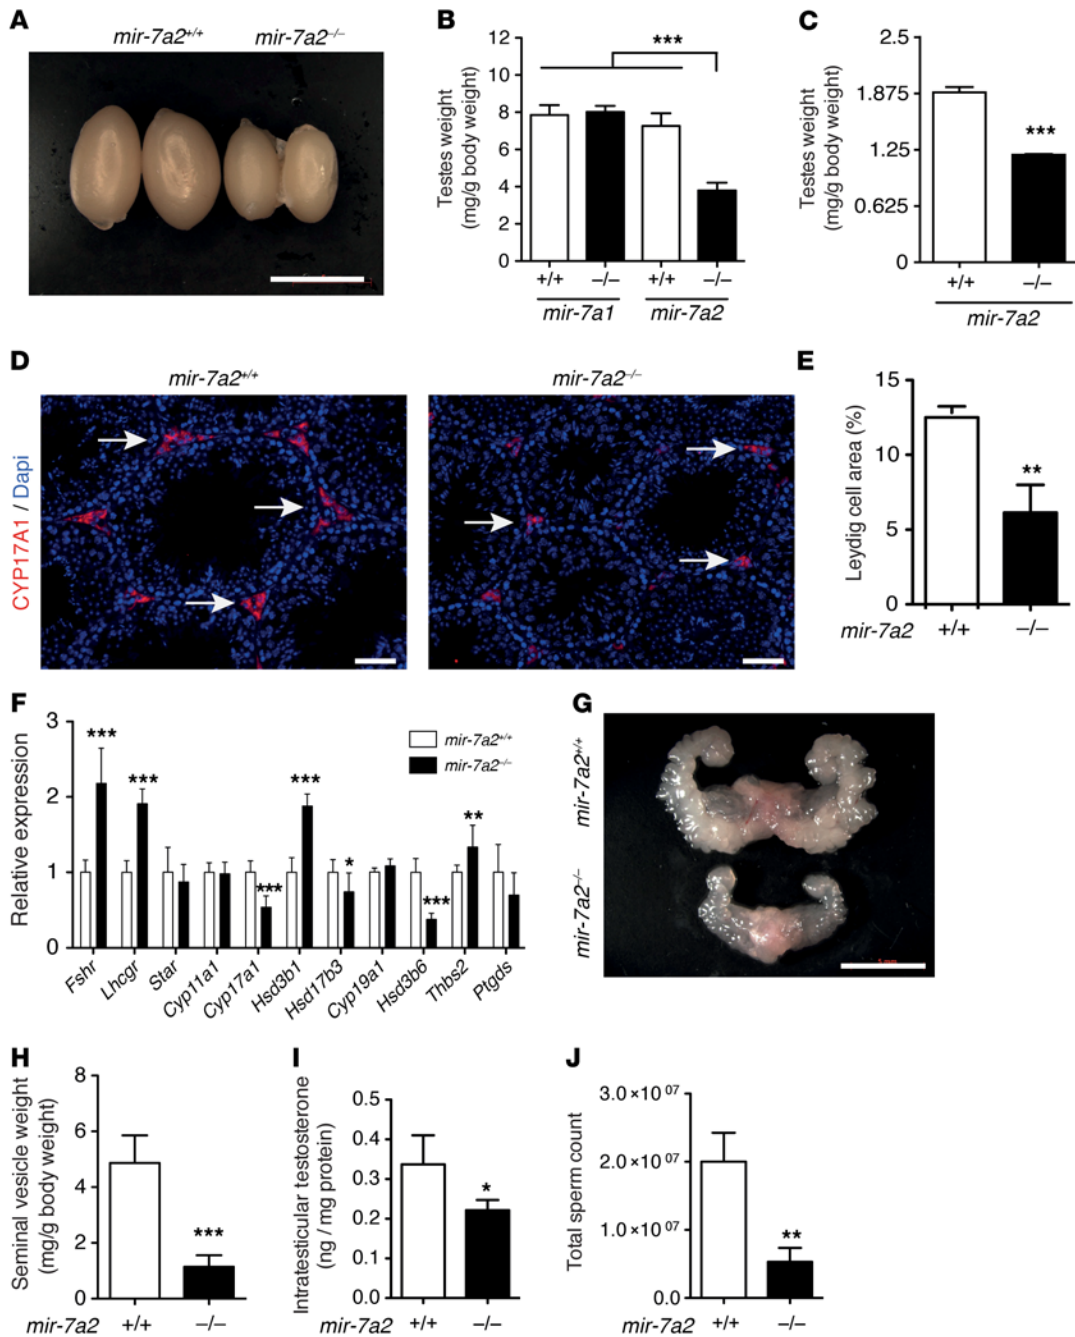 A
mir-7a2+/+ mir-7a2–/–
B
Testes weight
(mg/g body weight)
12
10
8
6
4
2
0
***
+/+ –/– +/+ –/–
mir-7a1 mir-7a2
C
Testes weight
(mg/g body weight)
2.5
1.875
1.25
0.625
0
***
+/+ –/–
mir-7a2
D
mir-7a2+/+ mir-7a2–/–
CYP17A1 / Dapi
E
Leydig cell area (%)
15
10
5
0
**
mir-7a2 +/+ –/–
F
Relative expression
3
2
1
0
mir-7a2+/+
mir-7a2–/–
*** *** *** *** * *** **
Fshr Lhcgr Star Cyp11a1 Cyp17a1 Hsd3b1 Hsd17b3 Cyp19a1 Hsd3b6 Thbs2 Ptgds
G
mir-7a2+/+
mir-7a2–/–
H
Seminal vesicle weight
(mg/g body weight)
8
6
4
2
0
***
mir-7a2 +/+ –/–
I
Intratesticular testosterone
(ng / mg protein)
0.5
0.4
0.3
0.2
0.1
0.0
*
mir-7a2 +/+ –/–
J
Total sperm count
3.0×10 07
2.0×10 07
1.0×10 07
0.0
**
mir-7a2 +/+ –/–